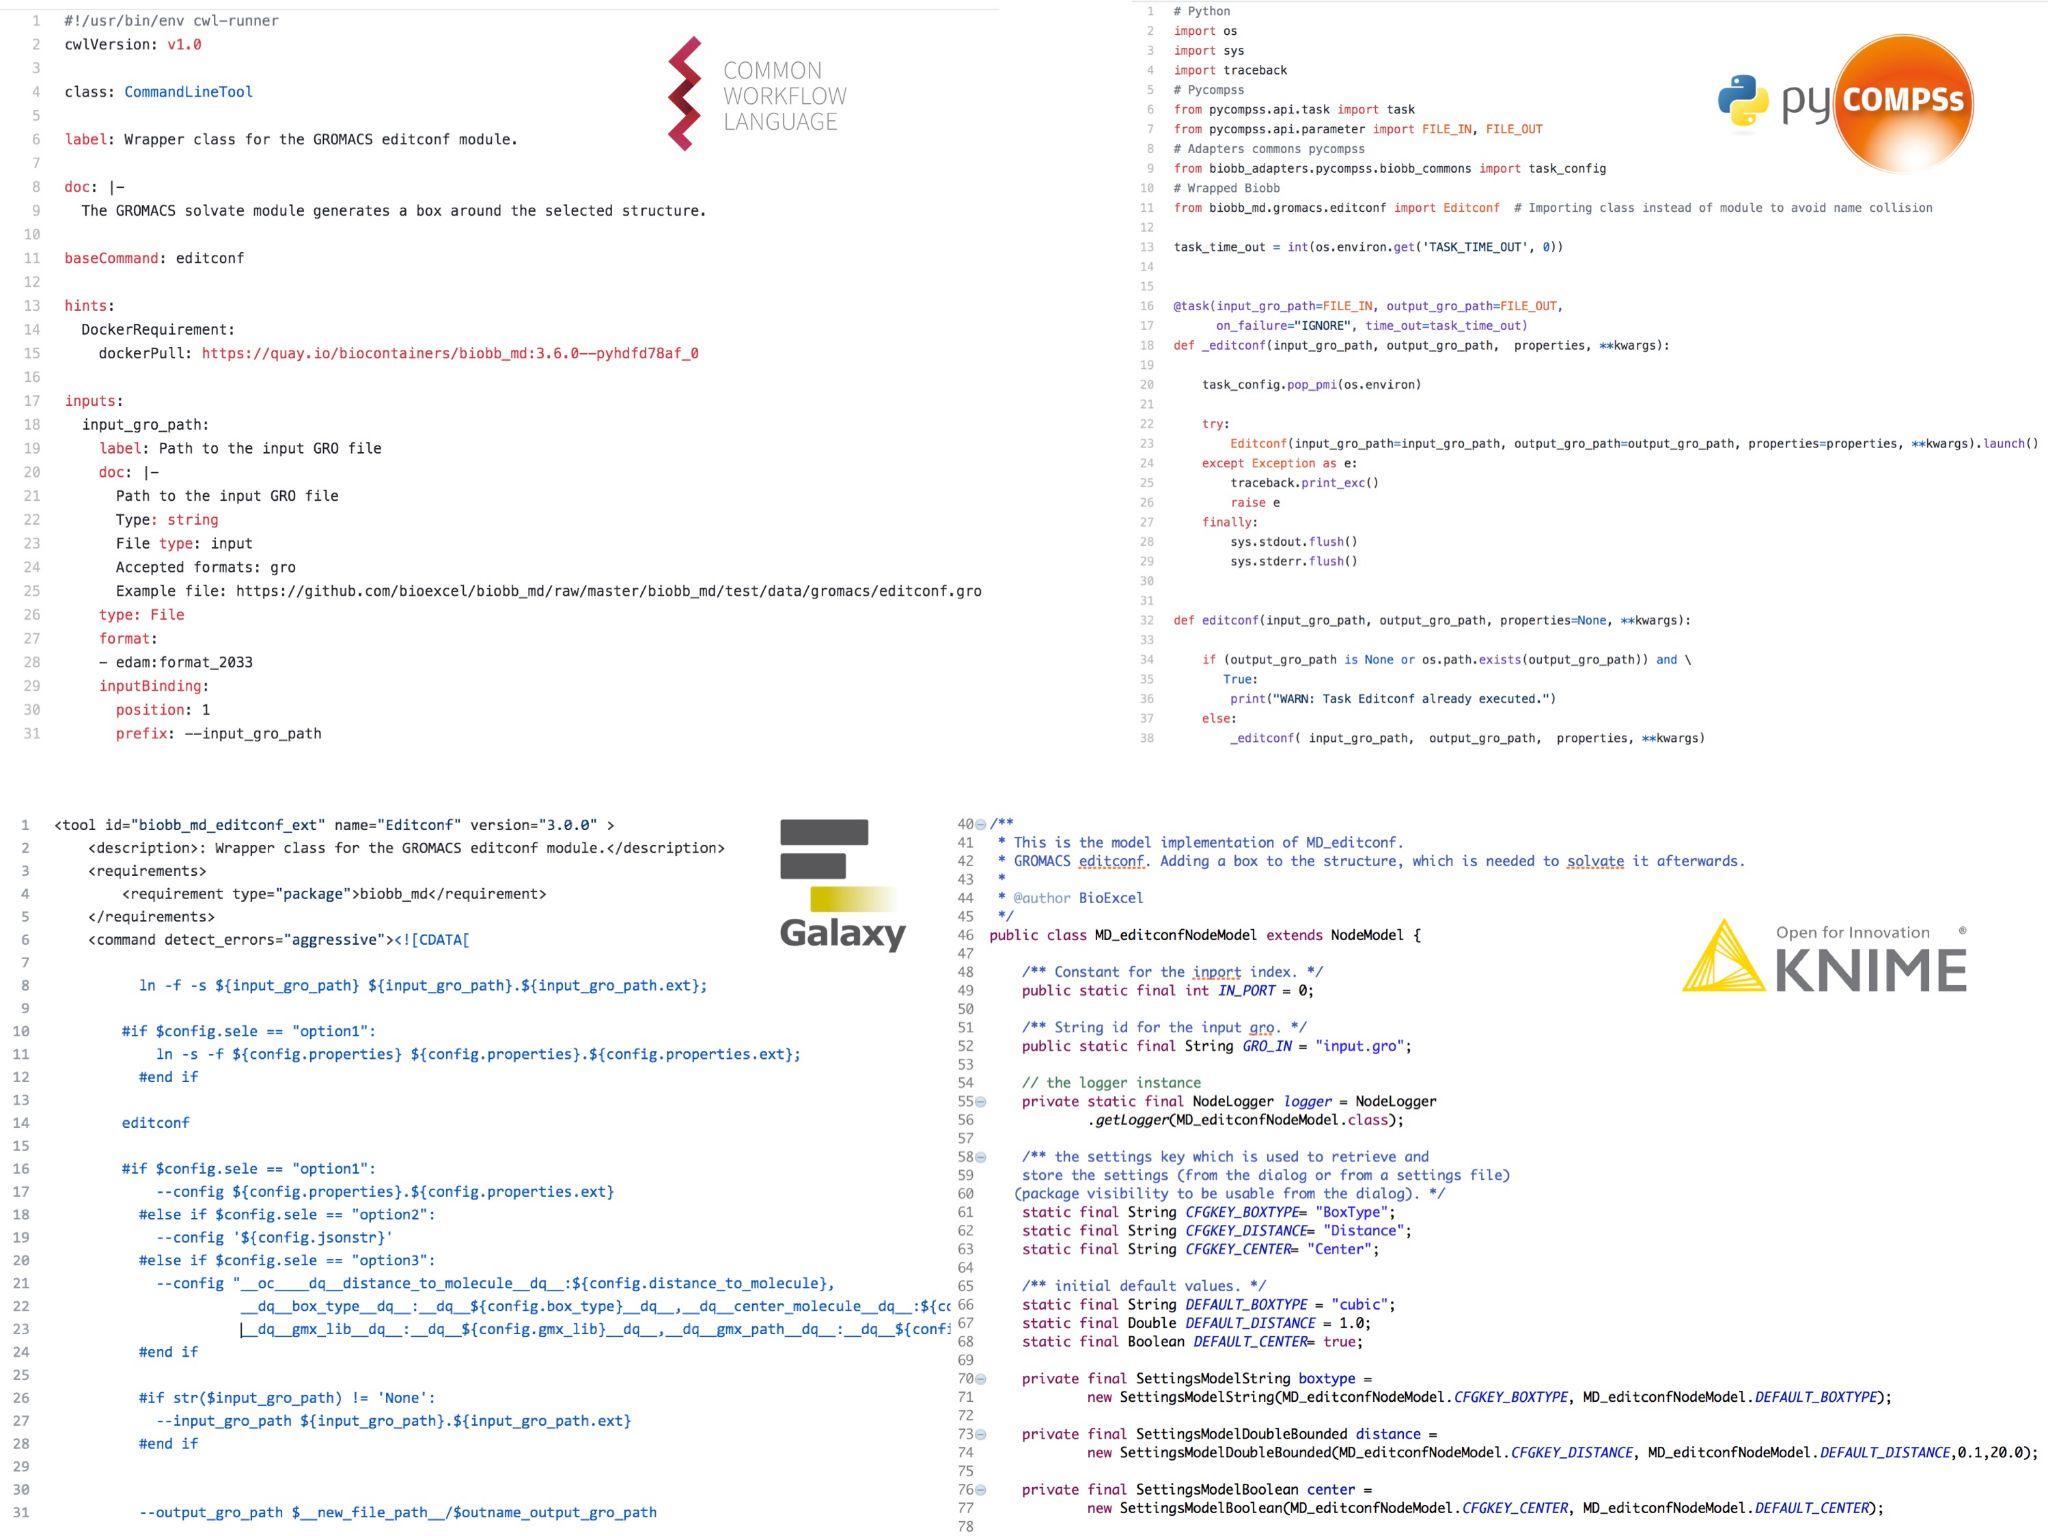 1 #!/usr/bin/env cwl-runner
2 cwlVersion: v1.0
3
4 class: CommandLineTool
5
6 label: Wrapper class for the GROMACS editconf module.
7
8 doc: |-
9 The GROMACS solvate module generates a box around the selected structure.
10
11 baseCommand: editconf
12
13 hints:
14 DockerRequirement:
15 dockerPull: https://quay.io/biocontainers/biobb_md:3.6.0--pyhdfd78af_0
16
17 inputs:
18 input_gro_path:
19 label: Path to the input GRO file
20 doc: |-
21 Path to the input GRO file
22 Type: string
23 File type: input
24 Accepted formats: gro
25 Example file: https://github.com/bioexcel/biobb_md/raw/master/biobb_md/test/data/gromacs/editconf.gro
26 type: File
27 format:
28 - edam:format_2033
29 inputBinding:
30 position: 1
31 prefix: --input_gro_path
COMMON
WORKFLOW
LANGUAGE
1 # Python
2 import os
3 import sys
4 import traceback
5 # Pycompss
6 from pycompss.api.task import task
7 from pycompss.api.parameter import FILE_IN, FILE_OUT
8 # Adapters commons pycompss
9 from biobb_adapters.pycompss.biobb_commons import task_config
10 # Wrapped Biobb
11 from biobb_md.gromacs.editconf import Editconf # Importing class instead of module to avoid name collision
12
13 task_time_out = int(os.environ.get('TASK_TIME_OUT', 0))
14
15
16 @task(input_gro_path=FILE_IN, output_gro_path=FILE_OUT,
17 on_failure="IGNORE", time_out=task_time_out)
18 def _editconf(input_gro_path, output_gro_path, properties, **kwargs):
19
20 task_config.pop_pmi(os.environ)
21
22 try:
23 Editconf(input_gro_path=input_gro_path, output_gro_path=output_gro_path, properties=properties, **kwargs).launch()
24 except Exception as e:
25 traceback.print_exc()
26 raise e
27 finally:
28 sys.stdout.flush()
29 sys.stderr.flush()
30
31
32 def editconf(input_gro_path, output_gro_path, properties=None, **kwargs):
33
34 if (output_gro_path is None or os.path.exists(output_gro_path)) and \
35 True:
36 print("WARN: Task Editconf already executed.")
37 else:
38 _editconf( input_gro_path, output_gro_path, properties, **kwargs)
py COMPSs
1 <tool id="biobb_md_editconf_ext" name="Editconf" version="3.0.0" >
2 <description>: Wrapper class for the GROMACS editconf module.</description>
3 <requirements>
4 <requirement type="package">biobb_md</requirement>
5 </requirements>
6 <command detect_errors="aggressive"><![CDATA[
7
8 ln -f -s ${input_gro_path} ${input_gro_path}.${input_gro_path.ext};
9
10 #if $config.sele == "option1":
11 ln -s -f ${config.properties} ${config.properties}.${config.properties.ext};
12 #end if
13
14 editconf
15
16 #if $config.sele == "option1":
17 --config ${config.properties}.${config.properties.ext}
18 #else if $config.sele == "option2":
19 --config '${config.jsonstr}'
20 #else if $config.sele == "option3":
21 --config "__oc____dq__distance_to_molecule__dq__:${config.distance_to_molecule},
22 __dq__box_type__dq__:__dq__${config.box_type}__dq__,__dq__center_molecule__dq__:${co
23 __dq__gmx_lib__dq__:__dq__${config.gmx_lib}__dq__,__dq__gmx_path__dq__:__dq__${confi
24 #end if
25
26 #if str($input_gro_path) != 'None':
27 --input_gro_path ${input_gro_path}.${input_gro_path.ext}
28 #end if
29
30
31 --output_gro_path $__new_file_path__/$outname_output_gro_path
Galaxy
40 /**
41 * This is the model implementation of MD_editconf.
42 * GROMACS editconf. Adding a box to the structure, which is needed to solvate it afterwards.
43 *
44 * @author BioExcel
45 */
46 public class MD_editconfNodeModel extends NodeModel {
47
48 /** Constant for the inport index. */
49 public static final int IN_PORT = 0;
50
51 /** String id for the input gro. */
52 public static final String GRO_IN = "input.gro";
53
54 // the logger instance
55 private static final NodeLogger logger = NodeLogger
56 .getLogger(MD_editconfNodeModel.class);
57
58 /** the settings key which is used to retrieve and
59 store the settings (from the dialog or from a settings file)
60 (package visibility to be usable from the dialog). */
61 static final String CFGKEY_BOXTYPE= "BoxType";
62 static final String CFGKEY_DISTANCE= "Distance";
63 static final String CFGKEY_CENTER= "Center";
64
65 /** initial default values. */
66 static final String DEFAULT_BOXTYPE = "cubic";
67 static final Double DEFAULT_DISTANCE = 1.0;
68 static final Boolean DEFAULT_CENTER= true;
69
70 private final SettingsModelString boxtype =
71 new SettingsModelString(MD_editconfNodeModel.CFGKEY_BOXTYPE, MD_editconfNodeModel.DEFAULT_BOXTYPE);
72
73 private final SettingsModelDoubleBounded distance =
74 new SettingsModelDoubleBounded(MD_editconfNodeModel.CFGKEY_DISTANCE, MD_editconfNodeModel.DEFAULT_DISTANCE,0.1,20.0);
75
76 private final SettingsModelBoolean center =
77 new SettingsModelBoolean(MD_editconfNodeModel.CFGKEY_CENTER, MD_editconfNodeModel.DEFAULT_CENTER);
78
Open for Innovation ®
KNIME